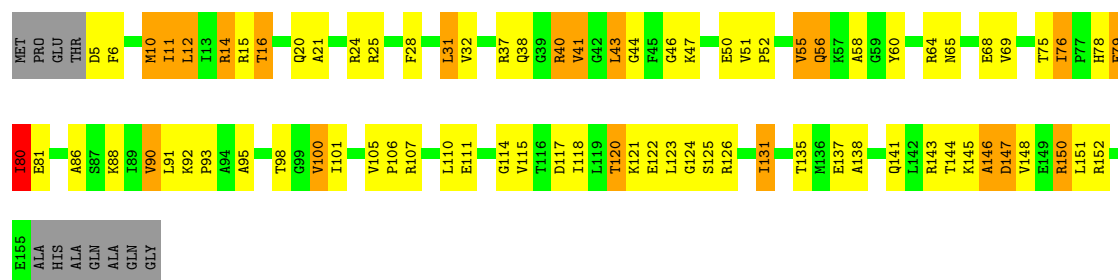 MET PRO GLU THR D5 F6 M10 I11 L12 I13 R14 R15 T16 Q20 A21 R24 R25 F28 L31 V32 R37 Q38 G39 R40 V41 G42 L43 G44 F45 G46 K47 E50 V51 P52 V55 Q56 K57 A58 G59 Y60 R64 N65 E68 V69 T75 I76 P77 H78 E79
I80 E81 A86 S87 K88 I89 V90 L91 K92 P93 A94 A95 T98 G99 V100 I101 V105 P106 R107 L110 E111 G114 V115 T116 D117 I118 L119 T120 K121 E122 L123 G124 S125 R126 I131 T135 M136 E137 A138 Q141 L142 R143 T144 K145 A146 D147 V148 E149 R150 L151 R152
E155 ALA HIS ALA GLN ALA GLN GLY